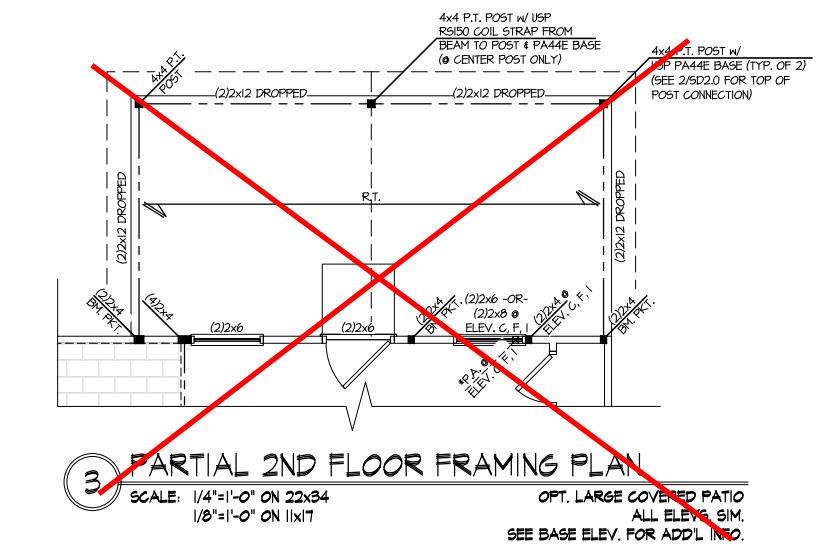 4x4 P.T. POST w/ USP
RS150 COIL STRAP FROM
BEAM TO POST & PA44E BASE
(@ CENTER POST ONLY)
4x4 P.T. POST w/
USP PA44E BASE (TYP. OF 2)
(SEE 2/SD2.0 FOR TOP OF
POST CONNECTION)
4x4 P.T.
POST
(2)2x12 DROPPED
(2)2x12 DROPPED
(2)2x12 DROPPED
(2)2x12 DROPPED
R.T.
(2)2x4
BM. PKT.
(4)2x4
(2)2x6
(2)2x6
(2)2x4
BM. PKT.
(2)2x6 -OR-
(2)2x8 @
ELEV. C, F, I
(2)2x4 @
ELEV. C, F, I
(2)2x4
BM. PKT.
*P.A. @
ELEV. C, F, I
3
PARTIAL 2ND FLOOR FRAMING PLAN
SCALE: 1/4"=1'-0" ON 22x34
1/8"=1'-0" ON 11x17
OPT. LARGE COVERED PATIO
ALL ELEVS. SIM.
SEE BASE ELEV. FOR ADD'L INFO.